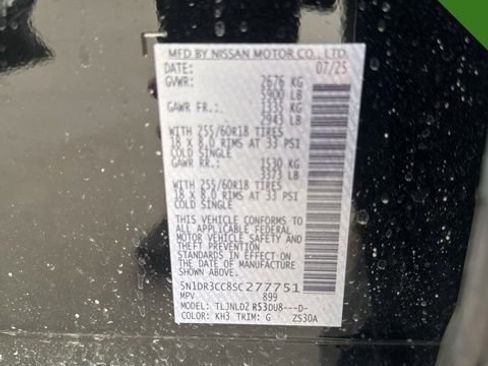 MFD BY NISSAN MOTOR CO., LTD.
DATE: 07/25
GVWR: 2676 KG
5900 LB
GAWR FR.: 1335 KG
2943 LB
WITH 255/60R18 TIRES
18 X 8.0 RIMS AT 33 PSI
COLD SINGLE
GAWR RR.: 1530 KG
3373 LB
WITH 255/60R18 TIRES
18 X 8.0 RIMS AT 33 PSI
COLD SINGLE
THIS VEHICLE CONFORMS TO
ALL APPLICABLE FEDERAL
MOTOR VEHICLE SAFETY AND
THEFT PREVENTION
STANDARDS IN EFFECT ON
THE DATE OF MANUFACTURE
SHOWN ABOVE.
5N1DR3CC8SC277751
MPV 899
MODEL: TLJNLDZ R53DU8---D-
COLOR: KH3 TRIM: G ZS30A